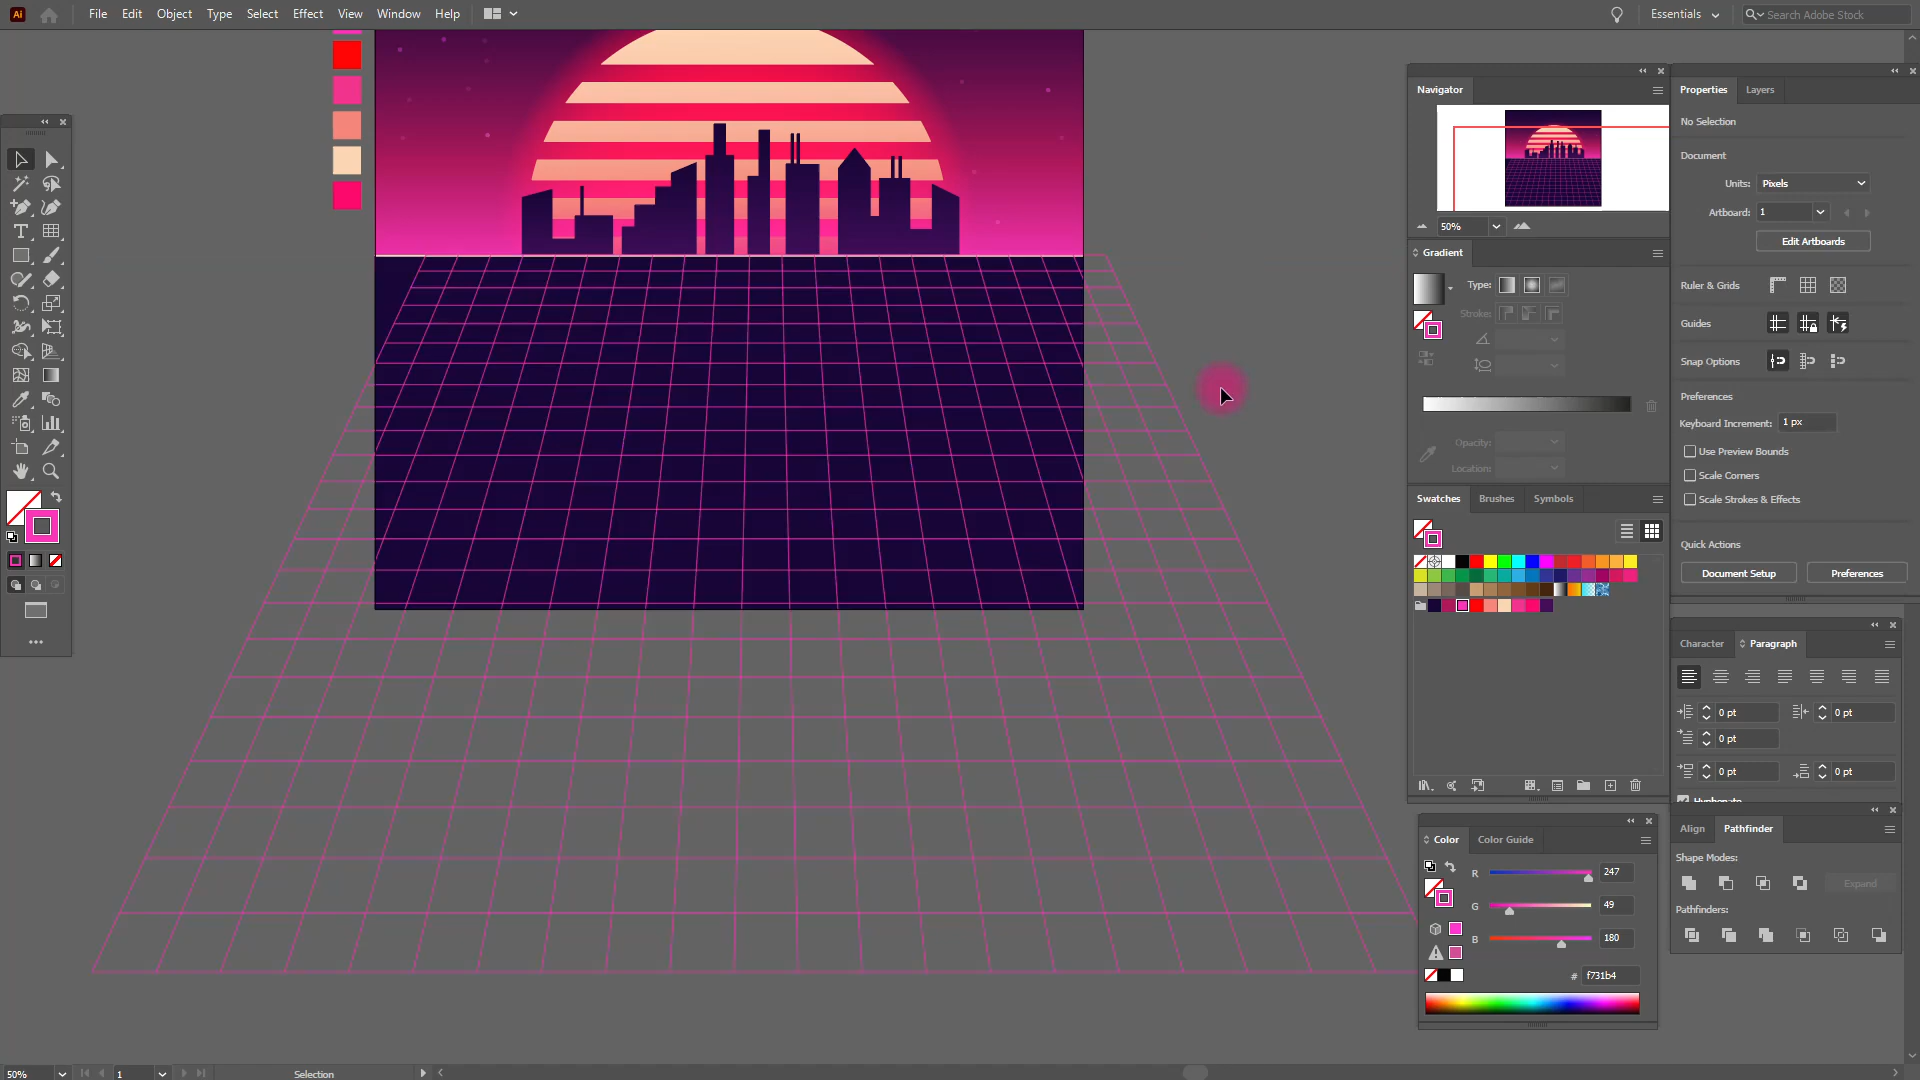 Ai
File Edit Object Type Select Effect View Window Help
Essentials
Search Adobe Stock
Navigator
50%
Gradient
Type:
Stroke:
Opacity:
Location:
Swatches Brushes Symbols
Color Color Guide
R 247
G 49
B 180
# f731b4
Properties Layers
No Selection
Document
Units: Pixels
Artboard: 1
Edit Artboards
Ruler & Grids
Guides
Snap Options
Preferences
Keyboard Increment: 1 px
Use Preview Bounds
Scale Corners
Scale Strokes & Effects
Quick Actions
Document Setup Preferences
Character Paragraph
0 pt 0 pt
0 pt
0 pt 0 pt
Hyphenate
Align Pathfinder
Shape Modes:
Expand
Pathfinders:
50% 1 Selection